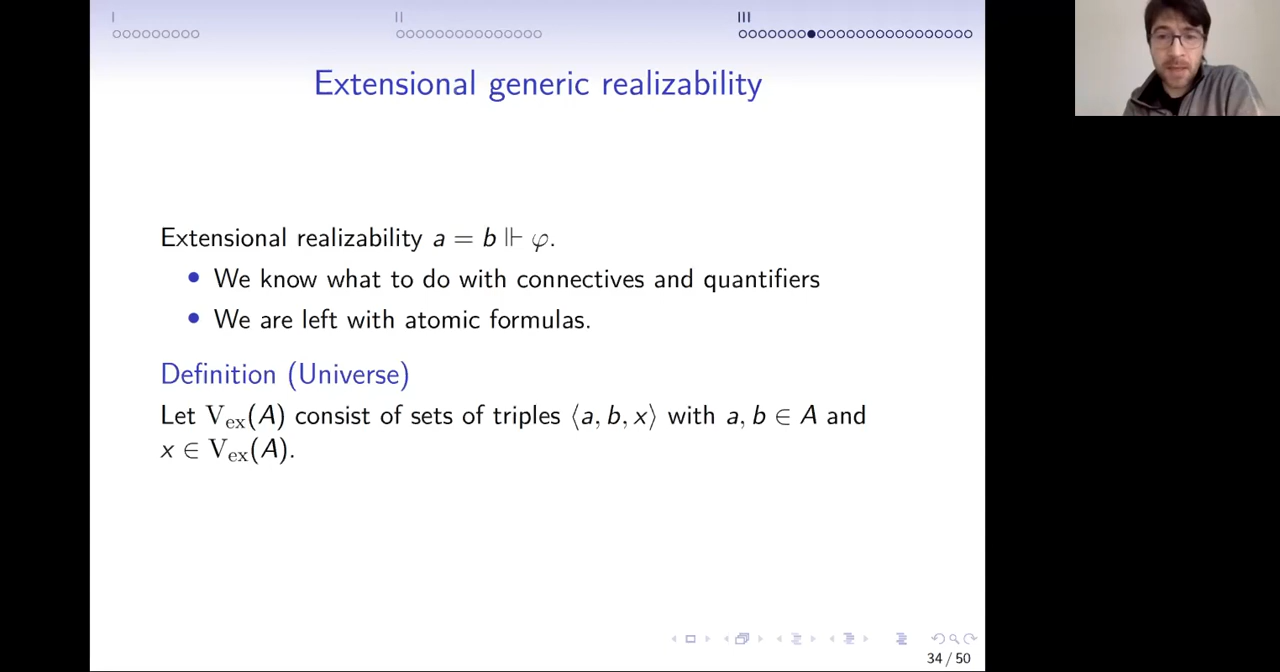 I II III
Extensional generic realizability
Extensional realizability a = b ⊩ φ.
• We know what to do with connectives and quantifiers
• We are left with atomic formulas.
Definition (Universe)
Let V_ex(A) consist of sets of triples ⟨a, b, x⟩ with a, b ∈ A and
x ∈ V_ex(A).
34 / 50